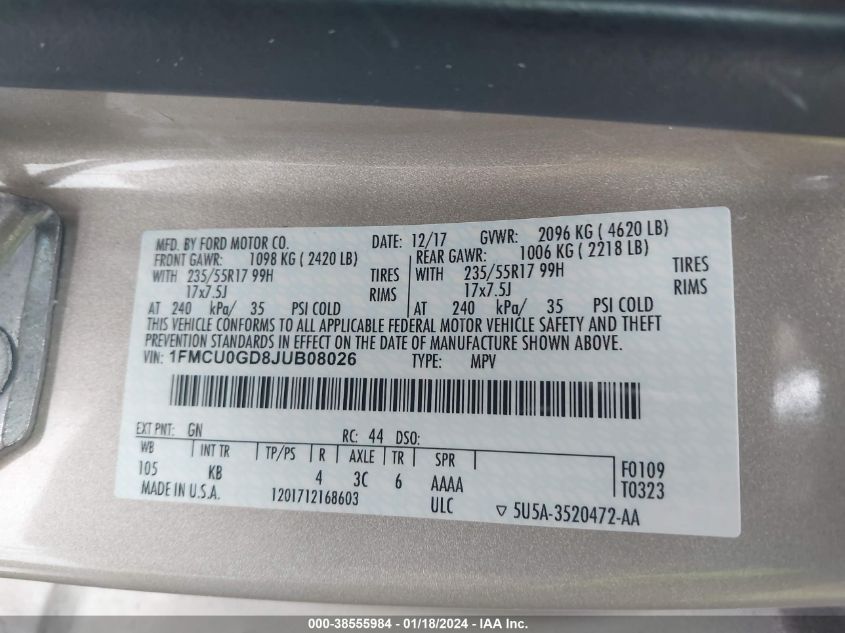 MFD. BY FORD MOTOR CO. DATE: 12/17 GVWR: 2096 KG ( 4620 LB)
FRONT GAWR: 1098 KG ( 2420 LB) REAR GAWR: 1006 KG ( 2218 LB)
WITH 235/55R17 99H TIRES WITH 235/55R17 99H TIRES
17x7.5J RIMS 17x7.5J RIMS
AT 240 kPa/ 35 PSI COLD AT 240 kPa/ 35 PSI COLD
THIS VEHICLE CONFORMS TO ALL APPLICABLE FEDERAL MOTOR VEHICLE SAFETY AND THEFT
PREVENTION STANDARDS IN EFFECT ON THE DATE OF MANUFACTURE SHOWN ABOVE.
VIN: 1FMCU0GD8JUB08026 TYPE: MPV
EXT PNT: GN RC: 44 DSO:
WB INT TR TP/PS R AXLE TR SPR
105 KB 4 3C 6 AAAA F0109
MADE IN U.S.A. 1201712168603 ULC T0323
▽ 5U5A-3520472-AA
000-38555984 - 01/18/2024 - IAA Inc.